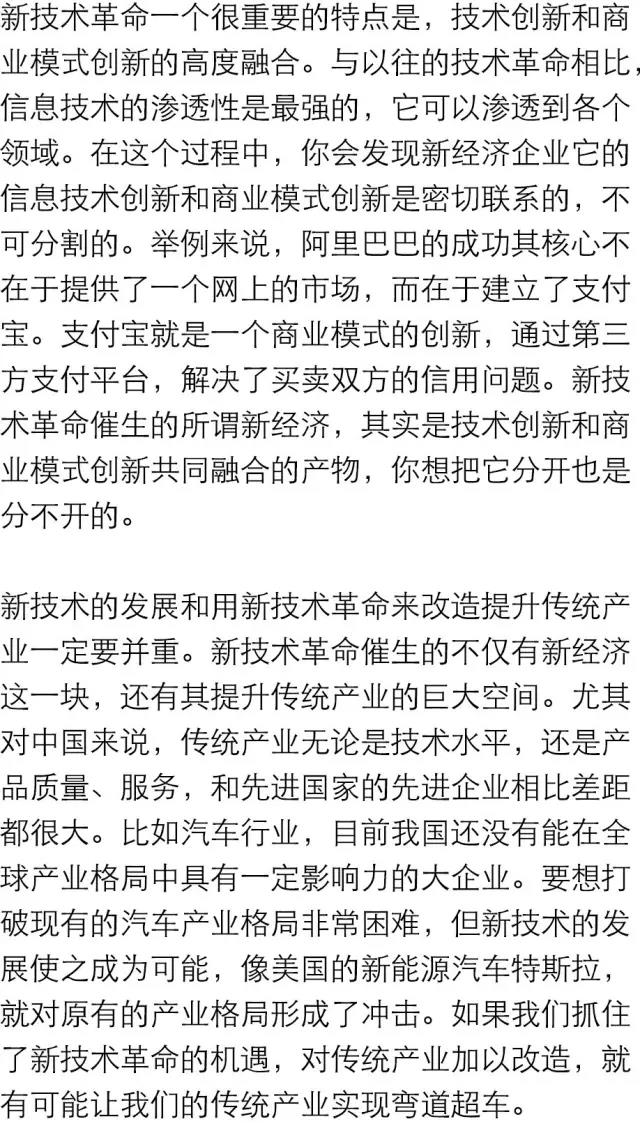 新技术革命一个很重要的特点是，技术创新和商
业模式创新的高度融合。与以往的技术革命相比，
信息技术的渗透性是最强的，它可以渗透到各个
领域。在这个过程中，你会发现新经济企业它的
信息技术创新和商业模式创新是密切联系的，不
可分割的。举例来说，阿里巴巴的成功其核心不
在于提供了一个网上的市场，而在于建立了支付
宝。支付宝就是一个商业模式的创新，通过第三
方支付平台，解决了买卖双方的信用问题。新技
术革命催生的所谓新经济，其实是技术创新和商
业模式创新共同融合的产物，你想把它分开也是
分不开的。
新技术的发展和用新技术革命来改造提升传统产
业一定要并重。新技术革命催生的不仅有新经济
这一块，还有其提升传统产业的巨大空间。尤其
对中国来说，传统产业无论是技术水平，还是产
品质量、服务，和先进国家的先进企业相比差距
都很大。比如汽车行业，目前我国还没有能在全
球产业格局中具有一定影响力的大企业。要想打
破现有的汽车产业格局非常困难，但新技术的发
展使之成为可能，像美国的新能源汽车特斯拉，
就对原有的产业格局形成了冲击。如果我们抓住
了新技术革命的机遇，对传统产业加以改造，就
有可能让我们的传统产业实现弯道超车。